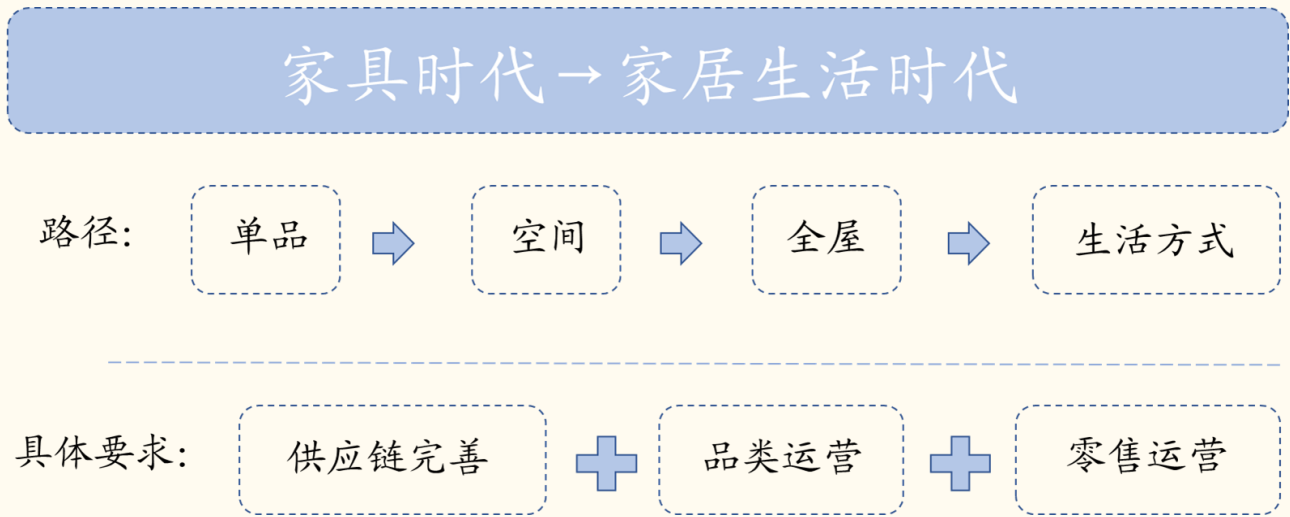 家具时代→家居生活时代
路径: 单品 空间 全屋 生活方式
具体要求: 供应链完善 品类运营 零售运营